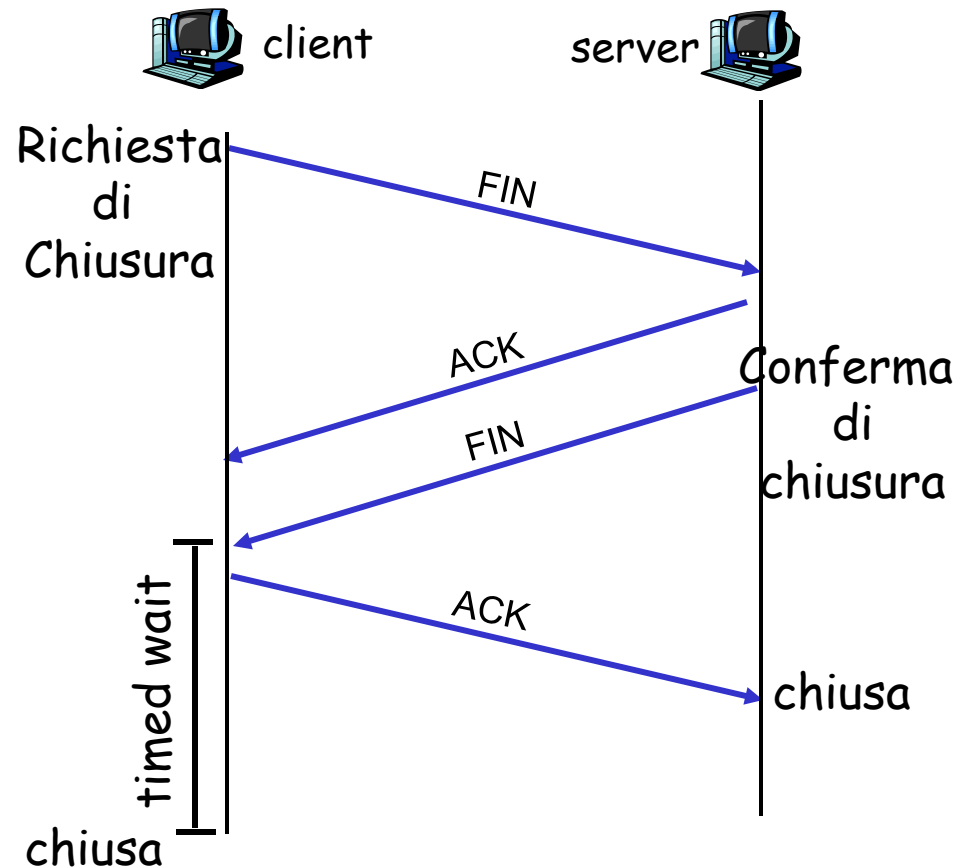 client
server
Richiesta
di
Chiusura
FIN
ACK
Conferma
di
chiusura
FIN
timed wait
ACK
chiusa
chiusa